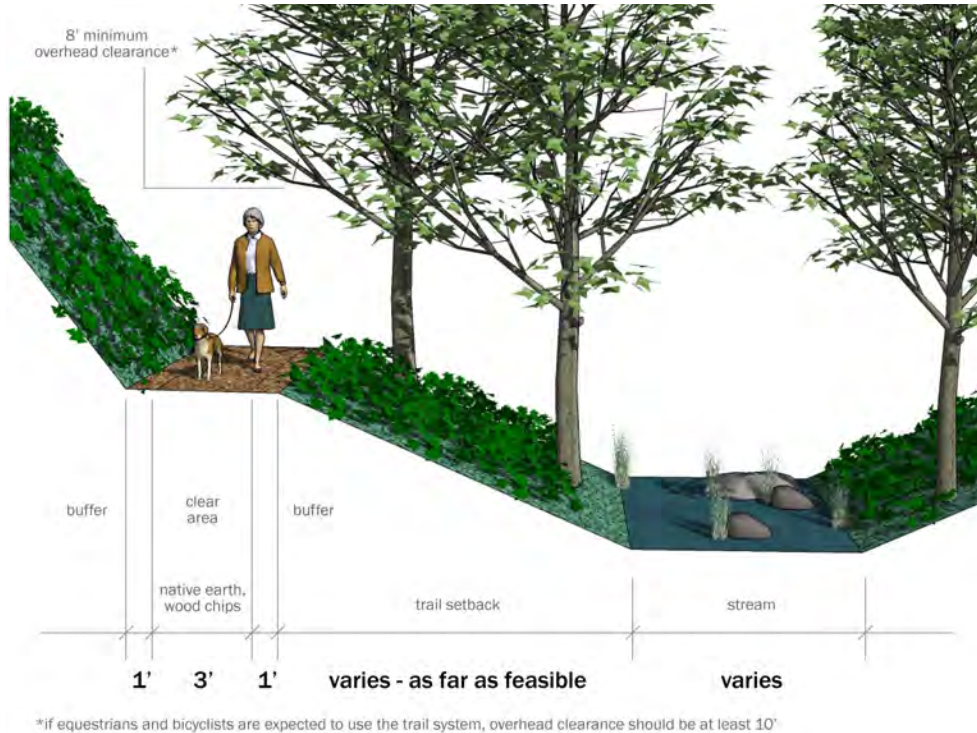 8' minimum
overhead clearance*
buffer
clear
area
buffer
native earth,
wood chips
trail setback
stream
1'
3'
1'
varies - as far as feasible
varies
*if equestrians and bicyclists are expected to use the trail system, overhead clearance should be at least 10'